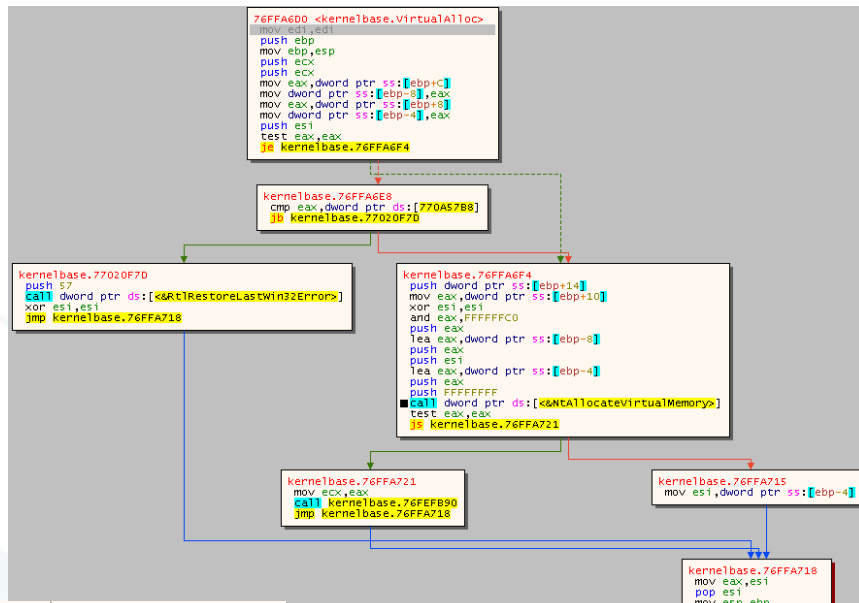 76FFA6D0 <kernelbase.VirtualAlloc>
mov edi,edi
push ebp
mov ebp,esp
push ecx
push ecx
mov eax,dword ptr ss:[ebp+C]
mov dword ptr ss:[ebp-8],eax
mov eax,dword ptr ss:[ebp+8]
mov dword ptr ss:[ebp-4],eax
push esi
test eax,eax
je kernelbase.76FFA6F4
kernelbase.76FFA6E8
cmp eax,dword ptr ds:[770A57B8]
jb kernelbase.77020F7D
kernelbase.77020F7D
push 57
call dword ptr ds:[<&RtlRestoreLastWin32Error>]
xor esi,esi
jmp kernelbase.76FFA718
kernelbase.76FFA6F4
push dword ptr ss:[ebp+14]
mov eax,dword ptr ss:[ebp+10]
xor esi,esi
and eax,FFFFFFC0
push eax
lea eax,dword ptr ss:[ebp-8]
push eax
push esi
lea eax,dword ptr ss:[ebp-4]
push eax
push FFFFFFFF
call dword ptr ds:[<&NtAllocateVirtualMemory>]
test eax,eax
js kernelbase.76FFA721
kernelbase.76FFA721
mov ecx,eax
call kernelbase.76FEFB90
jmp kernelbase.76FFA718
kernelbase.76FFA715
mov esi,dword ptr ss:[ebp-4]
kernelbase.76FFA718
mov eax,esi
pop esi
mov esp,ebp